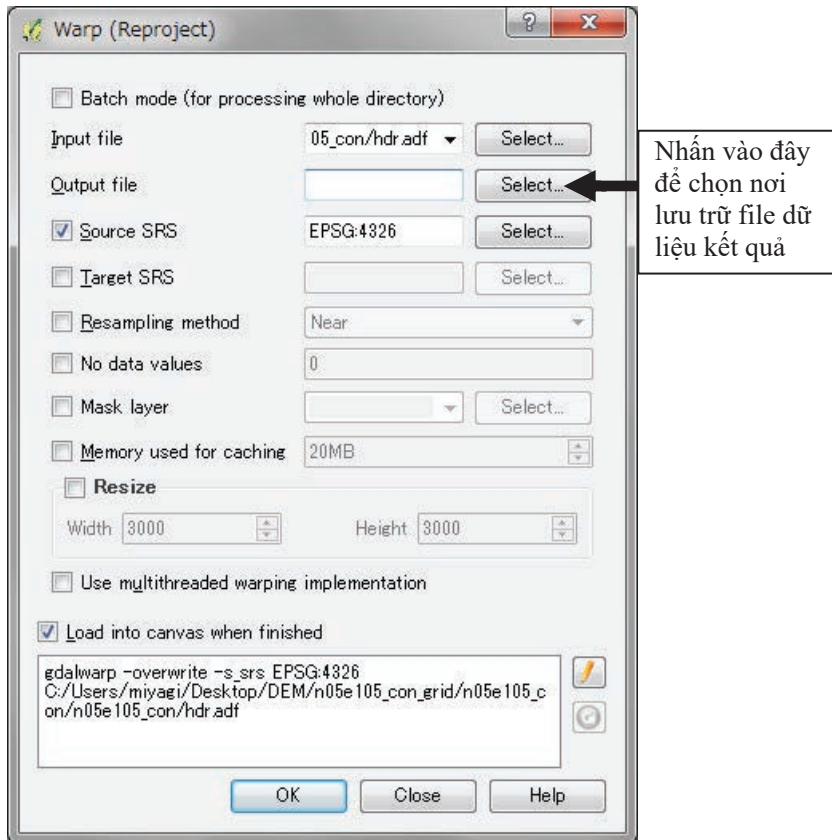 Warp (Reproject)
Batch mode (for processing whole directory)
Input file 05_con/hdr.adf Select...
Output file Select...
Source SRS EPSG:4326 Select...
Target SRS Select...
Resampling method Near
No data values 0
Mask layer Select...
Memory used for caching 20MB
Resize
Width 3000 Height 3000
Use multithreaded warping implementation
Load into canvas when finished
gdalwarp -overwrite -s_srs EPSG:4326
C:/Users/miyagi/Desktop/DEM/n05e105_con_grid/n05e105_c
on/n05e105_con/hdr.adf
OK Close Help
Nhấn vào đây
để chọn nơi
lưu trữ file dữ
liệu kết quả